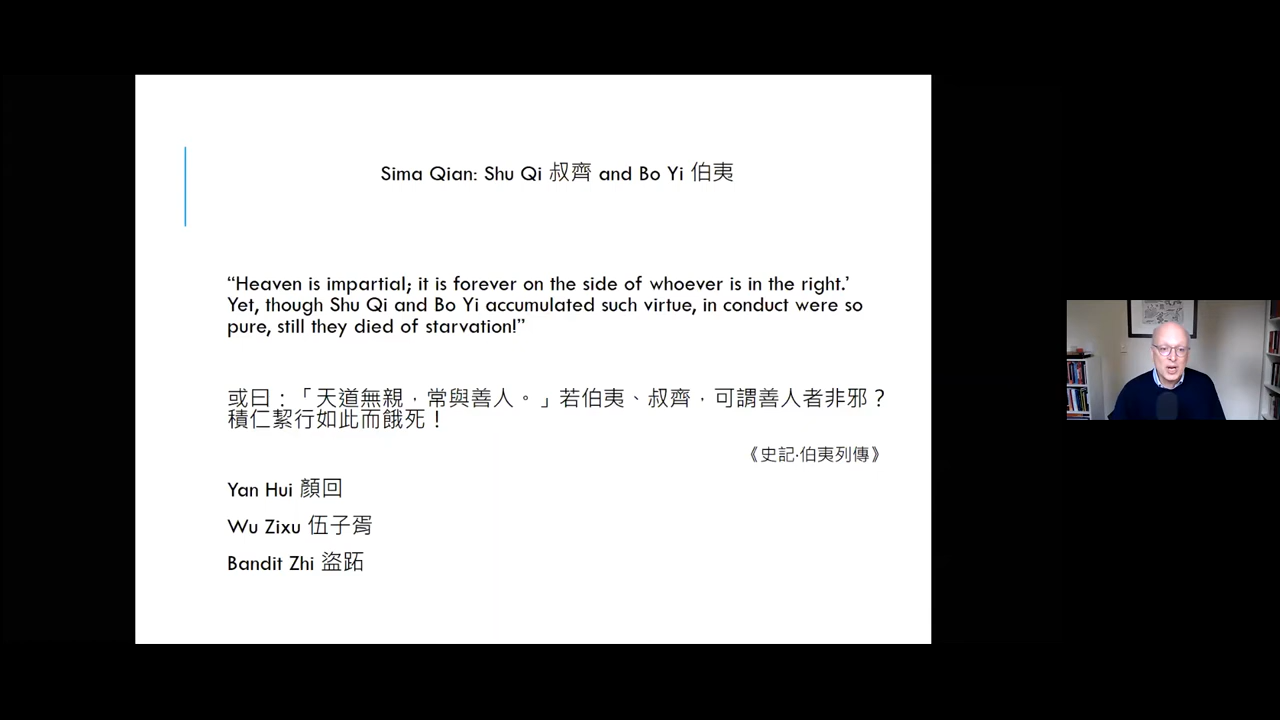 Sima Qian: Shu Qi 叔齊 and Bo Yi 伯夷
“Heaven is impartial; it is forever on the side of whoever is in the right.’
Yet, though Shu Qi and Bo Yi accumulated such virtue, in conduct were so
pure, still they died of starvation!”
或曰：「天道無親，常與善人。」若伯夷、叔齊，可謂善人者非邪？
積仁絜行如此而餓死！
《史記·伯夷列傳》
Yan Hui 顏回
Wu Zixu 伍子胥
Bandit Zhi 盜跖